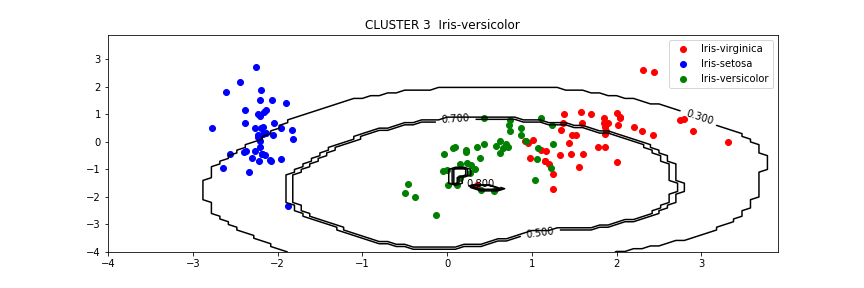 CLUSTER 3 Iris-versicolor
Iris-virginica
Iris-setosa
Iris-versicolor
0.300
0.700
0.800
0.500
3
2
1
0
−1
−2
−3
−4
−4 −3 −2 −1 0 1 2 3